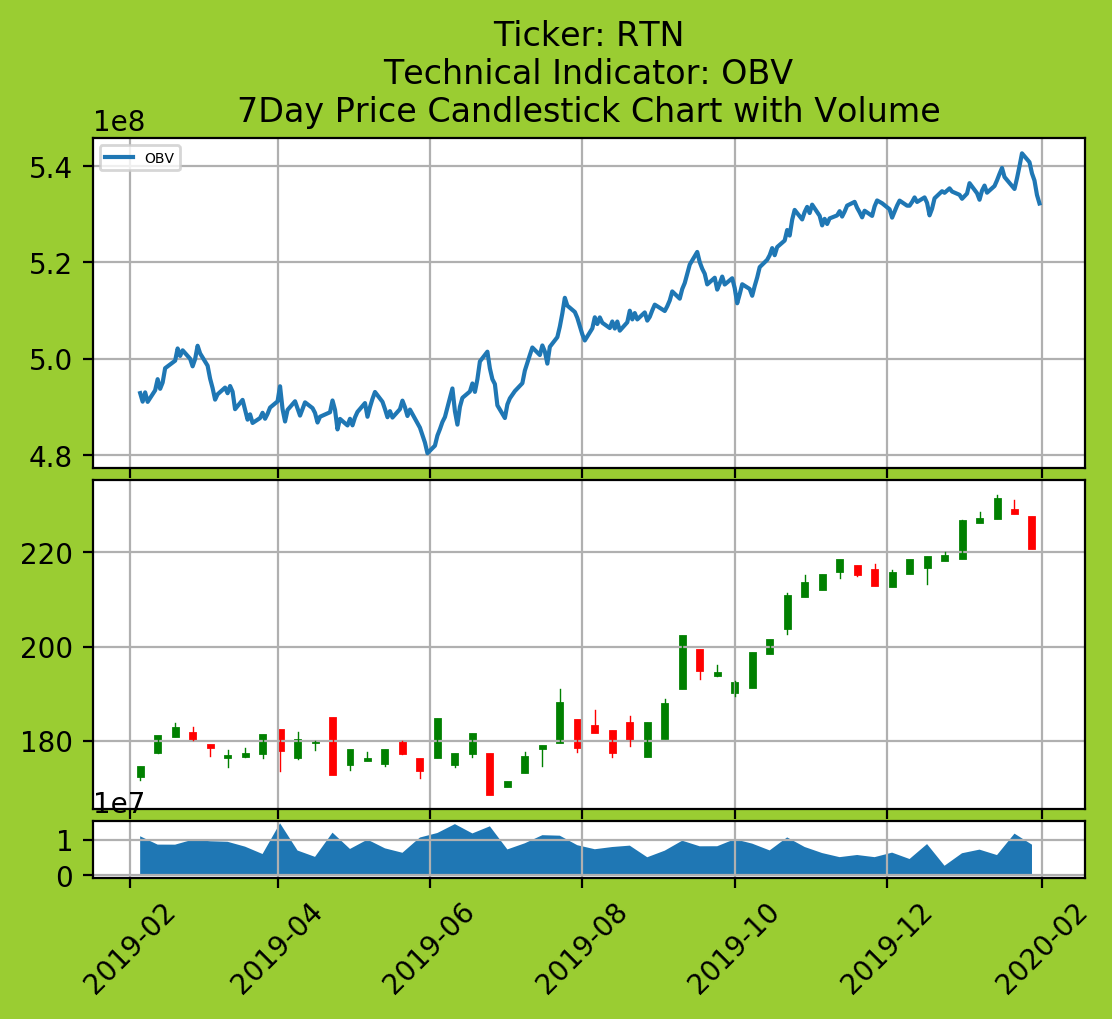 Ticker: RTN
Technical Indicator: OBV
7Day Price Candlestick Chart with Volume
1e8
OBV
5.4
5.2
5.0
4.8
220
200
180
1e7
1
0
2019-02
2019-04
2019-06
2019-08
2019-10
2019-12
2020-02